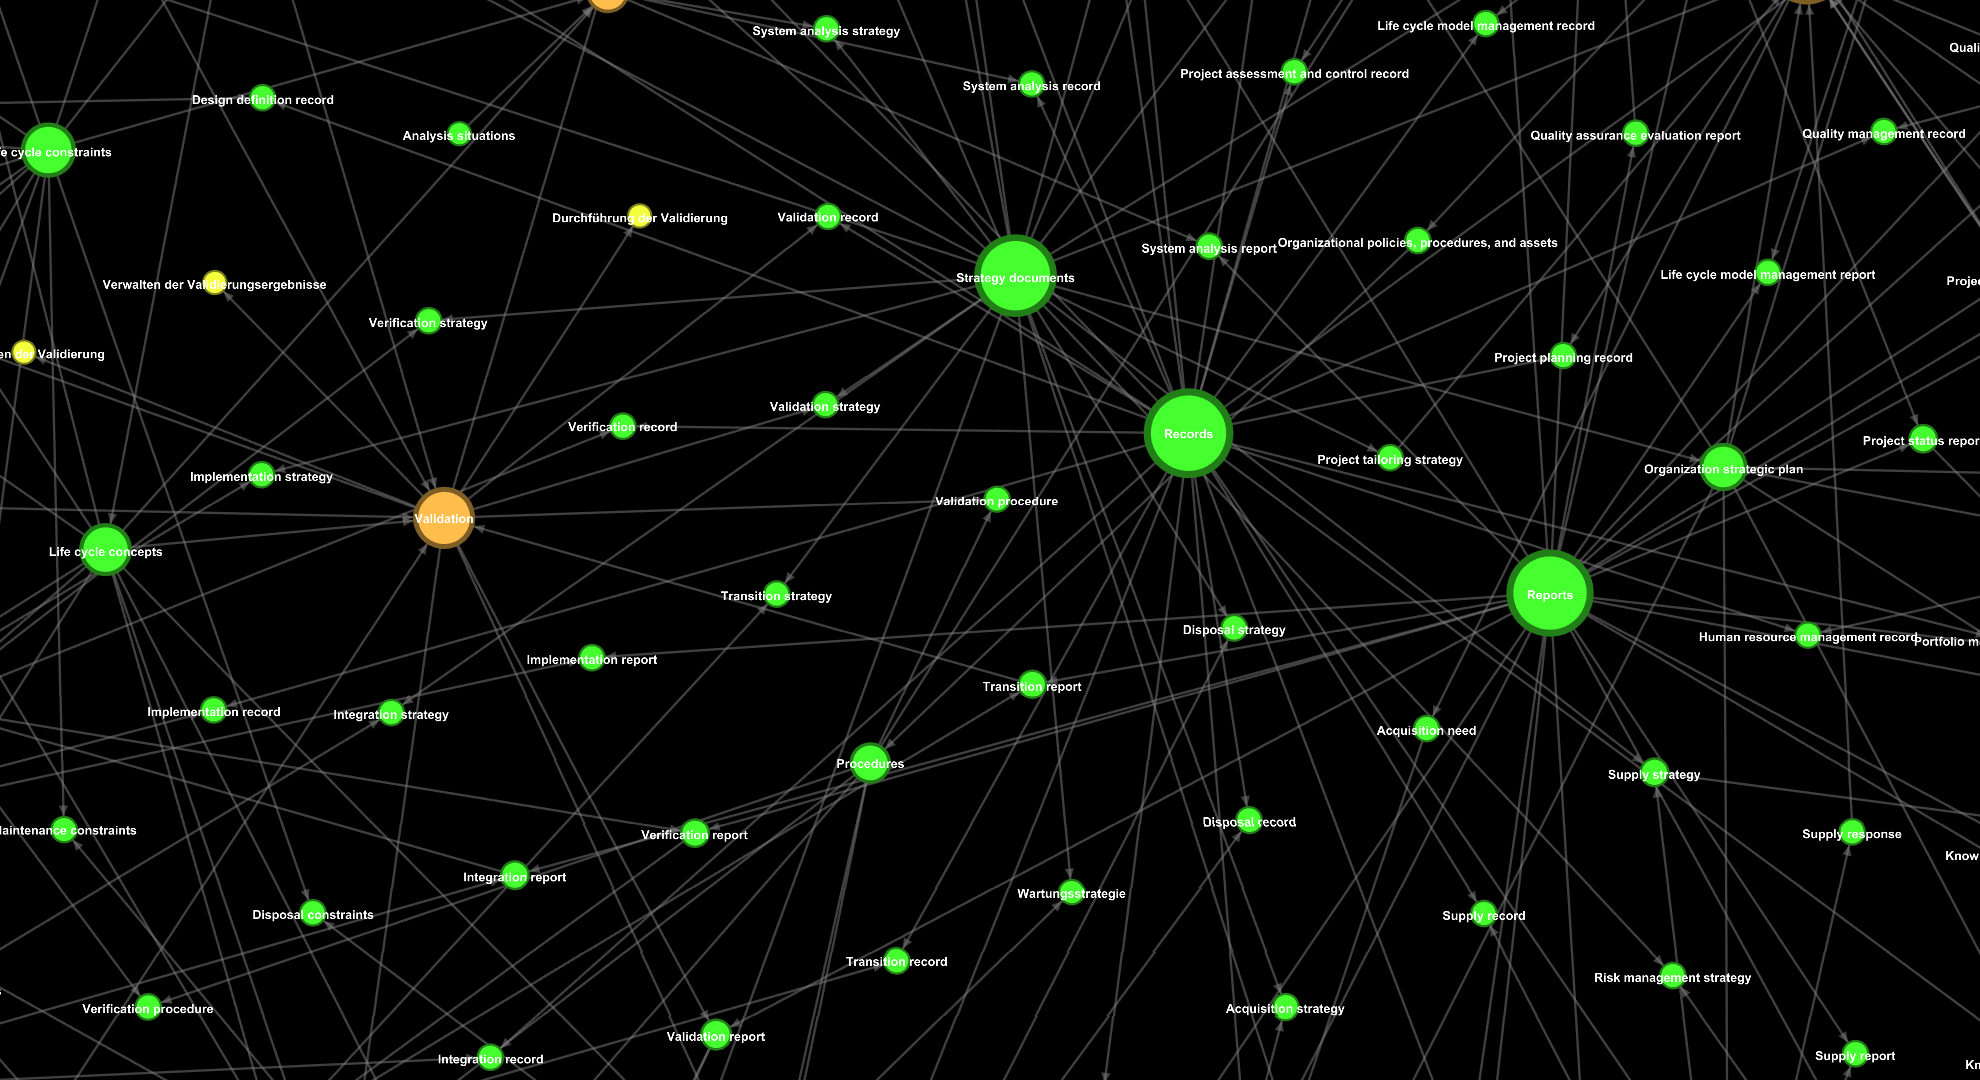 System analysis strategy
Life cycle model management record
Quali
System analysis record
Project assessment and control record
Design definition record
Analysis situations
Quality assurance evaluation report
Quality management record
e cycle constraints
Durchführung der Validierung
Validation record
System analysis report
Organizational policies, procedures, and assets
Strategy documents
Life cycle model management report
Projec
Verwalten der Validierungsergebnisse
Verification strategy
en der Validierung
Project planning record
Validation strategy
Verification record
Records
Project tailoring strategy
Project status repor
Organization strategic plan
Implementation strategy
Validation procedure
Validation
Life cycle concepts
Transition strategy
Reports
Disposal strategy
Human resource management record
Portfolio ma
Implementation report
Transition report
Implementation record
Integration strategy
Acquisition need
Procedures
Supply strategy
Maintenance constraints
Verification report
Disposal record
Supply response
Know
Integration report
Wartungsstrategie
Disposal constraints
Supply record
Transition record
Risk management strategy
Verification procedure
Acquisition strategy
Validation report
Integration record
Supply report
Kn